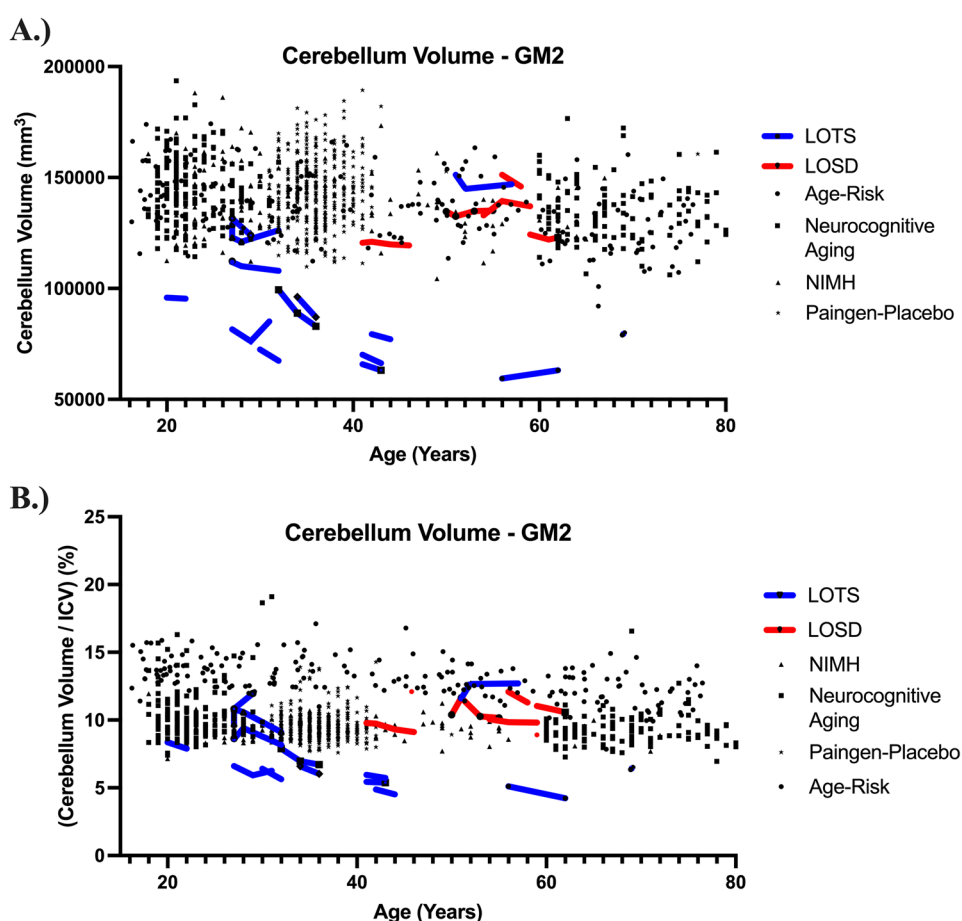 A.)
Cerebellum Volume - GM2
200000
150000
100000
50000
Cerebellum Volume (mm³)
20
40
60
80
Age (Years)
LOTS
LOSD
Age-Risk
Neurocognitive
Aging
NIMH
Paingen-Placebo
B.)
Cerebellum Volume - GM2
25
20
15
10
5
0
(Cerebellum Volume / ICV) (%)
20
40
60
80
Age (Years)
LOTS
LOSD
NIMH
Neurocognitive
Aging
Paingen-Placebo
Age-Risk